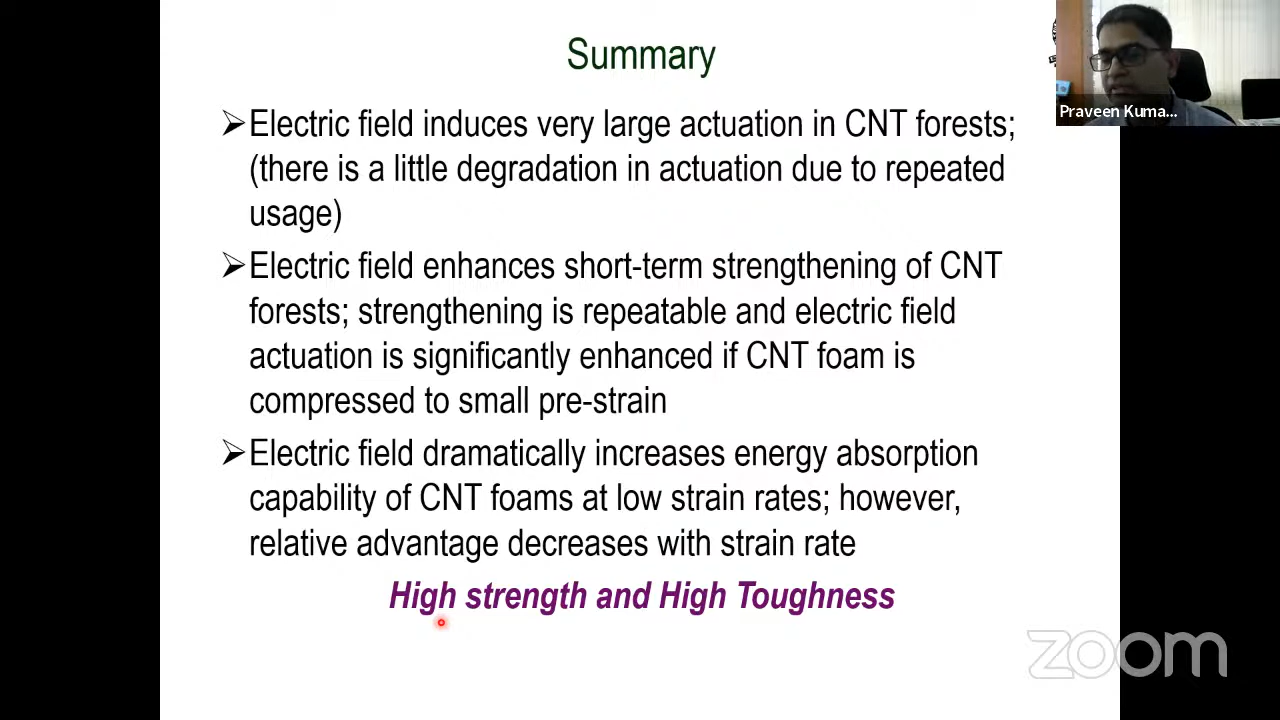 Summary
➢Electric field induces very large actuation in CNT forests;
(there is a little degradation in actuation due to repeated
usage)
➢Electric field enhances short-term strengthening of CNT
forests; strengthening is repeatable and electric field
actuation is significantly enhanced if CNT foam is
compressed to small pre-strain
➢Electric field dramatically increases energy absorption
capability of CNT foams at low strain rates; however,
relative advantage decreases with strain rate
High strength and High Toughness
Praveen Kuma...
zoom